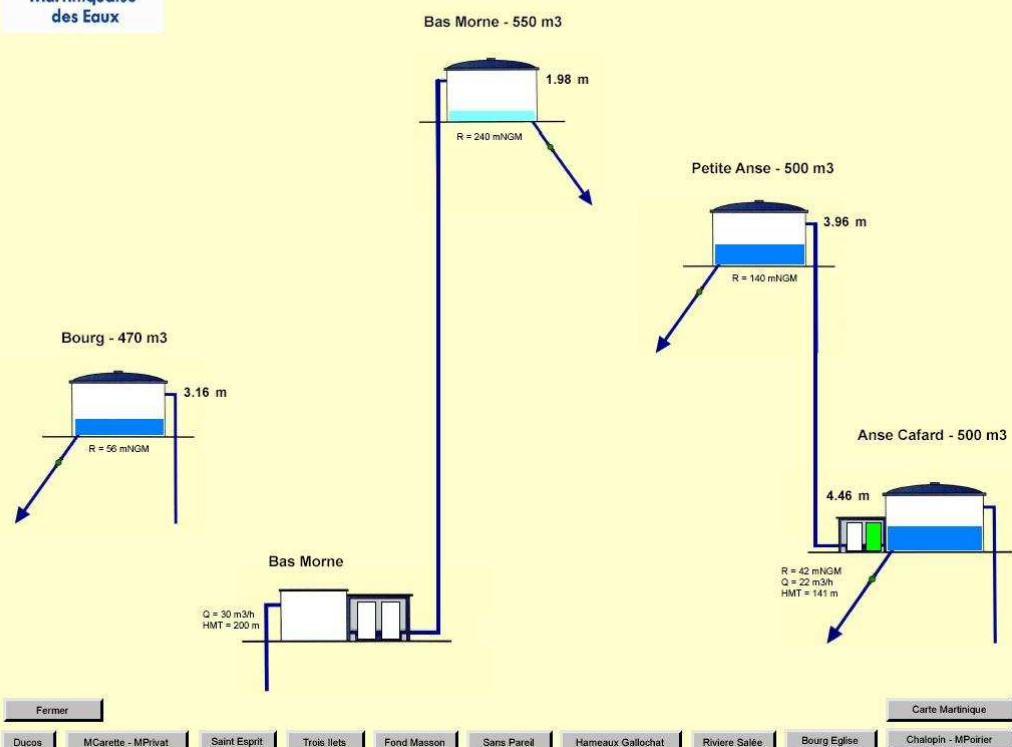 des Eaux
Bas Morne - 550 m3
1.98 m
R = 240 mNGM
Petite Anse - 500 m3
3.96 m
R = 140 mNGM
Bourg - 470 m3
3.16 m
R = 56 mNGM
Anse Cafard - 500 m3
4.46 m
R = 42 mNGM
Q = 22 m3/h
HMT = 141 m
Bas Morne
Q = 30 m3/h
HMT = 200 m
Fermer
Carte Martinique
Ducos
MCarette - MPrivat
Saint Esprit
Trois Ilets
Fond Masson
Sans Pareil
Hameaux Gallochat
Riviere Salée
Bourg Eglise
Chalopin - MPoirier